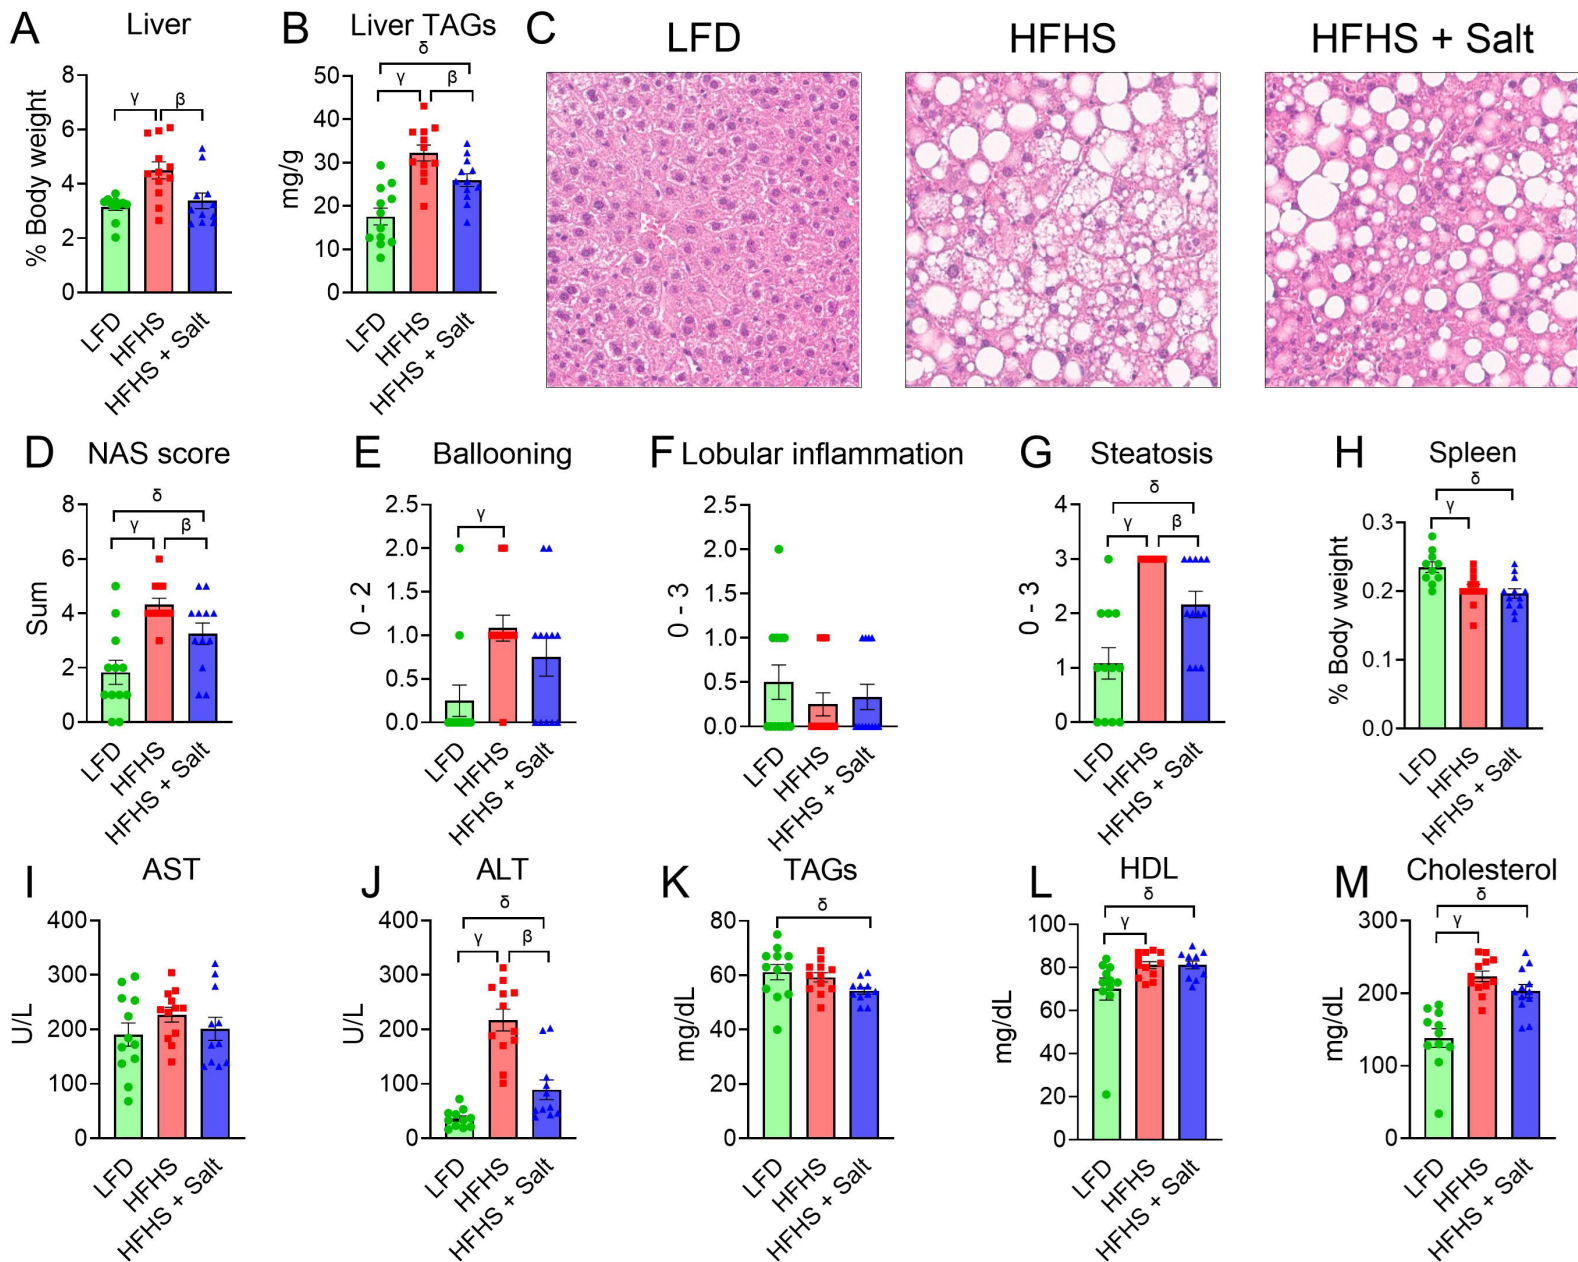 A
Liver
% Body weight
8
6
4
2
0
γ
β
LFD
HFHS
HFHS + Salt
B
Liver TAGs
mg/g
50
40
30
20
10
0
δ
γ
β
LFD
HFHS
HFHS + Salt
C
LFD
HFHS
HFHS + Salt
D
NAS score
Sum
8
6
4
2
0
δ
γ
β
LFD
HFHS
HFHS + Salt
E
Ballooning
0 - 2
2.5
2.0
1.5
1.0
0.5
0.0
γ
LFD
HFHS
HFHS + Salt
F
Lobular inflammation
0 - 3
2.5
2.0
1.5
1.0
0.5
0.0
LFD
HFHS
HFHS + Salt
G
Steatosis
0 - 3
4
3
2
1
0
δ
γ
β
LFD
HFHS
HFHS + Salt
H
Spleen
% Body weight
0.3
0.2
0.1
0.0
δ
γ
LFD
HFHS
HFHS + Salt
I
AST
U/L
400
300
200
100
0
LFD
HFHS
HFHS + Salt
J
ALT
U/L
400
300
200
100
0
δ
γ
β
LFD
HFHS
HFHS + Salt
K
TAGs
mg/dL
80
60
40
20
0
δ
LFD
HFHS
HFHS + Salt
L
HDL
mg/dL
100
80
60
40
20
0
δ
γ
LFD
HFHS
HFHS + Salt
M
Cholesterol
mg/dL
300
200
100
0
δ
γ
LFD
HFHS
HFHS + Salt